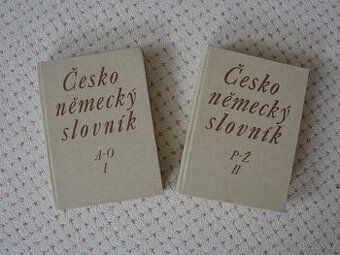 Česko
německý
slovník
A-O
I
Česko
německý
slovník
P-Ž
II